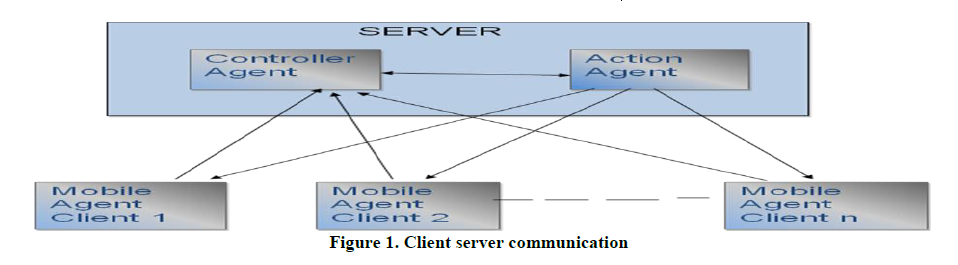 SERVER
Controller
Agent
Action
Agent
Mobile
Agent
Client 1
Mobile
Agent
Client 2
Mobile
Agent
Client n
Figure 1. Client server communication